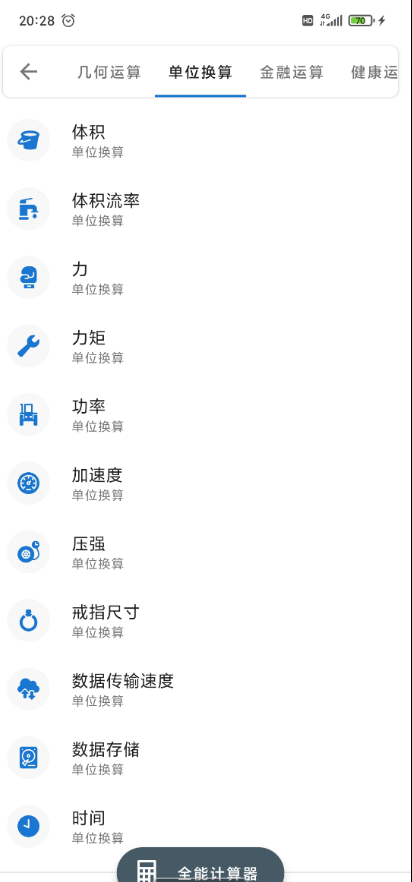 20:28 HD 4G 70
几何运算 单位换算 金融运算 健康运
体积
单位换算
体积流率
单位换算
力
单位换算
力矩
单位换算
功率
单位换算
加速度
单位换算
压强
单位换算
戒指尺寸
单位换算
数据传输速度
单位换算
数据存储
单位换算
时间
单位换算
全能计算器